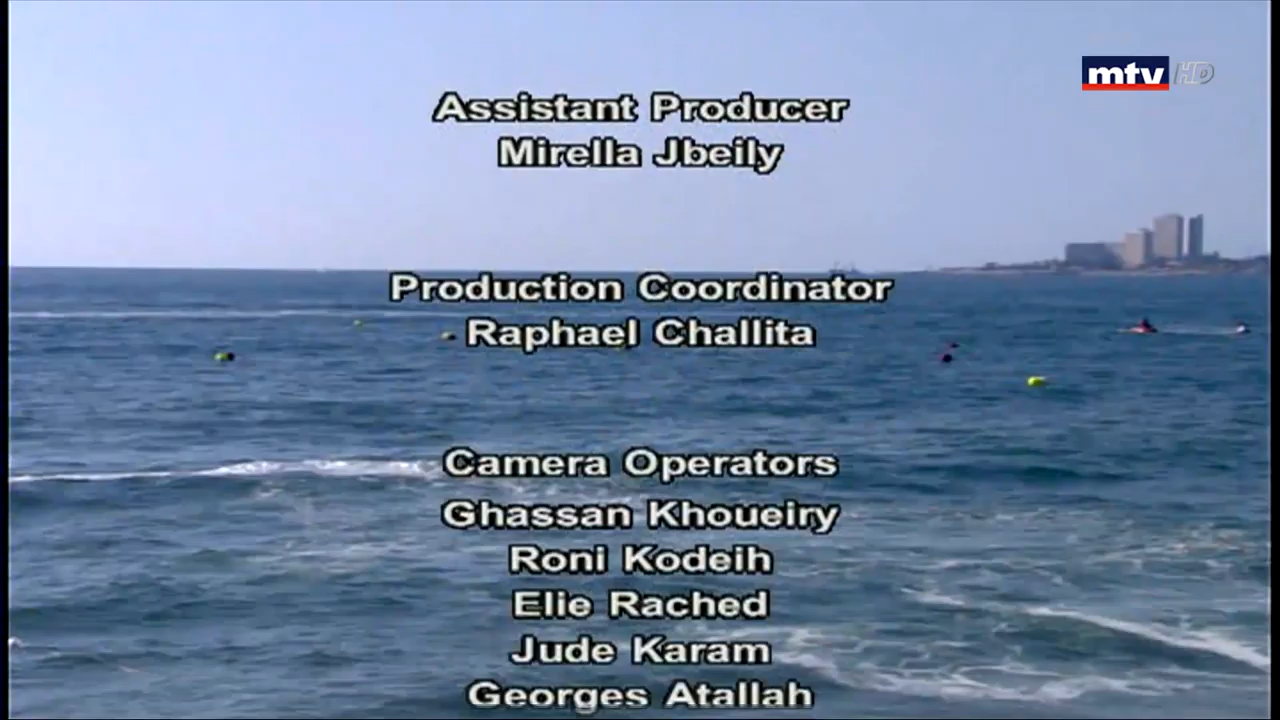 mtv HD
Assistant Producer
Mirella Jbeily
Production Coordinator
Raphael Challita
Camera Operators
Ghassan Khoueiry
Roni Kodeih
Elie Rached
Jude Karam
Georges Atallah